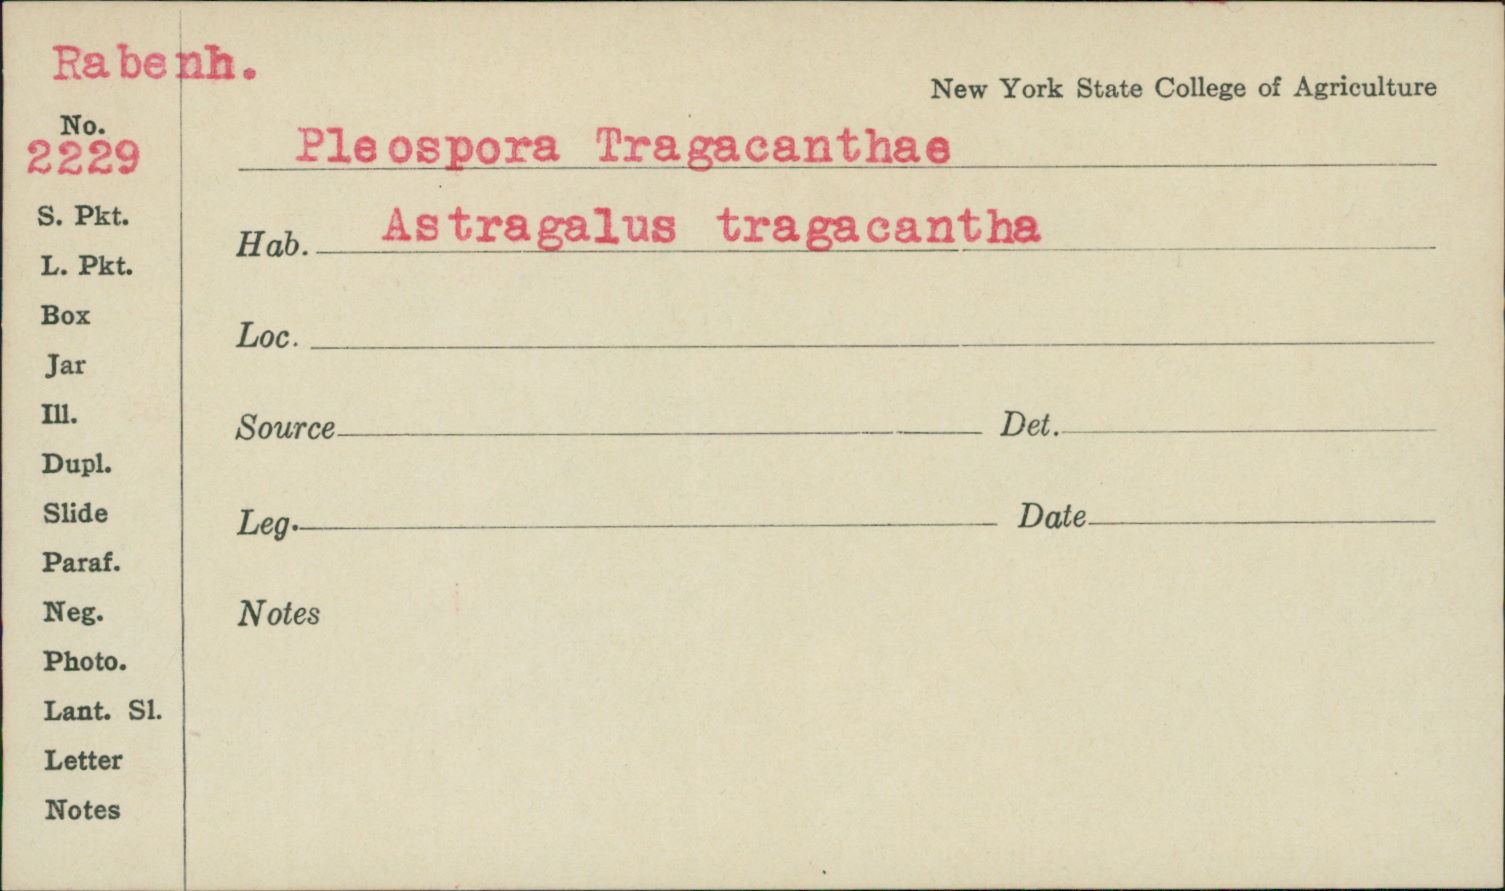 Rabenh.
New York State College of Agriculture
No.
2229
Pleospora Tragacanthae
S. Pkt.
Hab. Astragalus tragacantha
L. Pkt.
Box
Loc.
Jar
Ill.
Source Det.
Dupl.
Slide
Leg. Date
Paraf.
Neg.
Notes
Photo.
Lant. Sl.
Letter
Notes